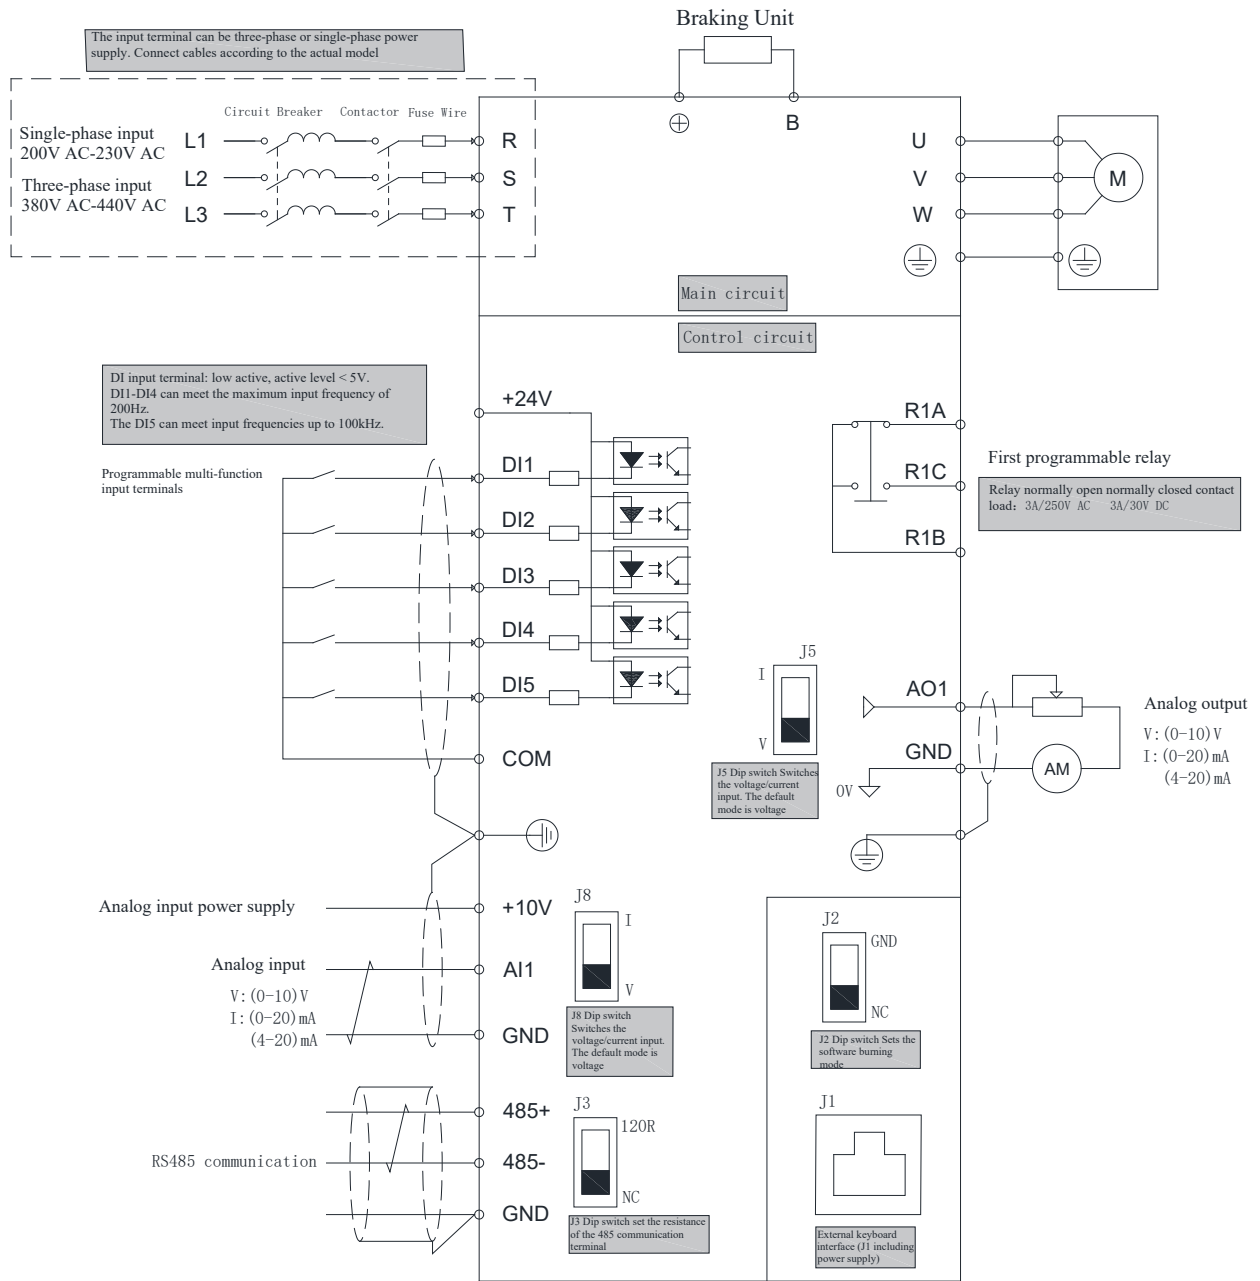 Braking Unit
The input terminal can be three-phase or single-phase power
supply. Connect cables according to the actual model
Circuit Breaker Contactor Fuse Wire
B
Single-phase input
200V AC-230V AC
Three-phase input
380V AC-440V AC
L1
L2
L3
R
S
T
U
V
W
M
Main circuit
Control circuit
DI input terminal: low active, active level < 5V.
DI1-DI4 can meet the maximum input frequency of
200Hz.
The DI5 can meet input frequencies up to 100kHz.
Programmable multi-function
input terminals
+24V
DI1
DI2
DI3
DI4
DI5
COM
R1A
R1C
R1B
First programmable relay
Relay normally open normally closed contact
load: 3A/250V AC 3A/30V DC
J5
I
V
J5 Dip switch Switches
the voltage/current
input. The default
mode is voltage
AO1
GND
0V
AM
Analog output
V:(0-10)V
I:(0-20)mA
(4-20)mA
Analog input power supply
Analog input
V:(0-10)V
I:(0-20)mA
(4-20)mA
+10V
AI1
GND
J8
I
V
J8 Dip switch
Switches the
voltage/current input.
The default mode is
voltage
J2
GND
NC
J2 Dip switch Sets the
software burning
mode
RS485 communication
485+
485-
GND
J3
120R
NC
J3 Dip switch set the resistance
of the 485 communication
terminal
J1
External keyboard
interface (J1 including
power supply)